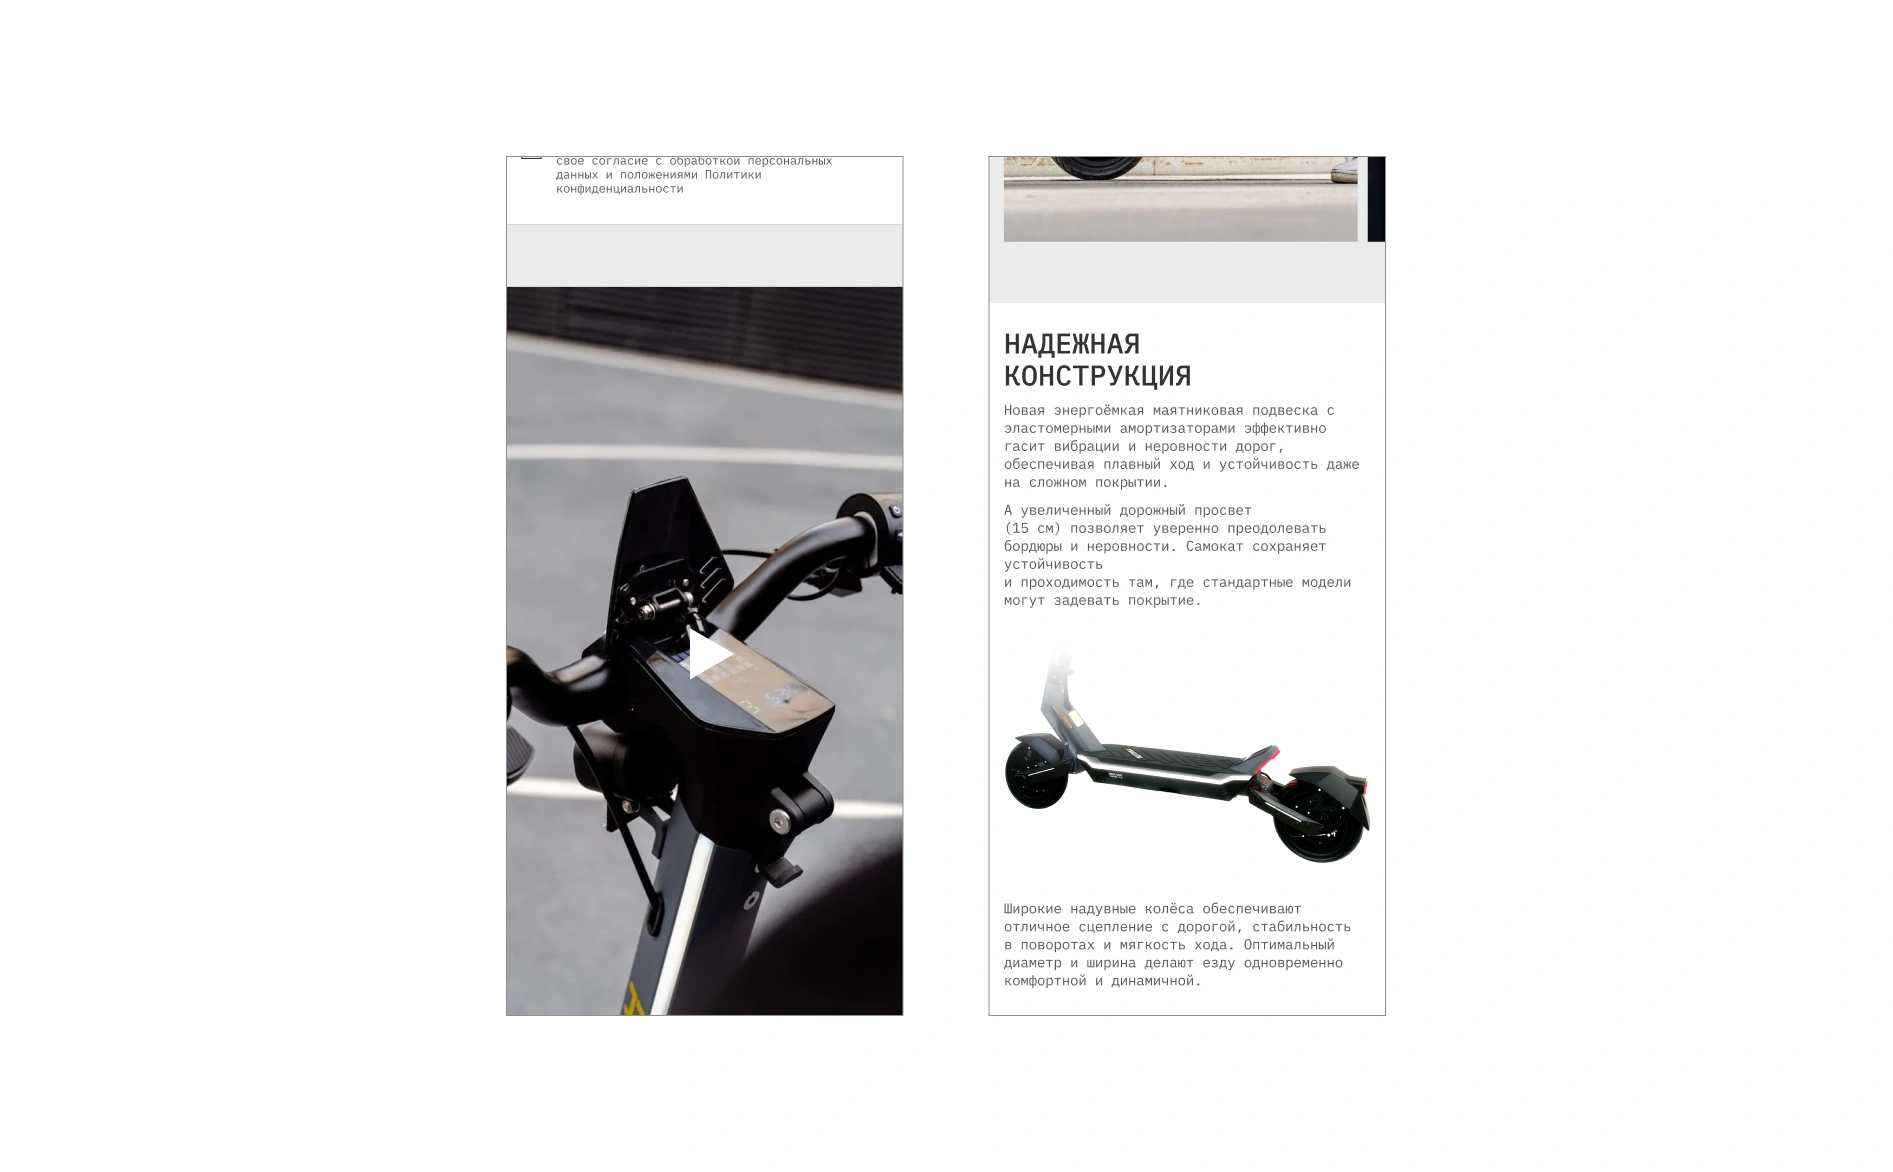 свое согласие с обработкой персональных
данных и положениями Политики
конфиденциальности
НАДЕЖНАЯ
КОНСТРУКЦИЯ
Новая энергоёмкая маятниковая подвеска с
эластомерными амортизаторами эффективно
гасит вибрации и неровности дорог,
обеспечивая плавный ход и устойчивость даже
на сложном покрытии.
А увеличенный дорожный просвет
(15 см) позволяет уверенно преодолевать
бордюры и неровности. Самокат сохраняет
устойчивость
и проходимость там, где стандартные модели
могут задевать покрытие.
Широкие надувные колёса обеспечивают
отличное сцепление с дорогой, стабильность
в поворотах и мягкость хода. Оптимальный
диаметр и ширина делают езду одновременно
комфортной и динамичной.